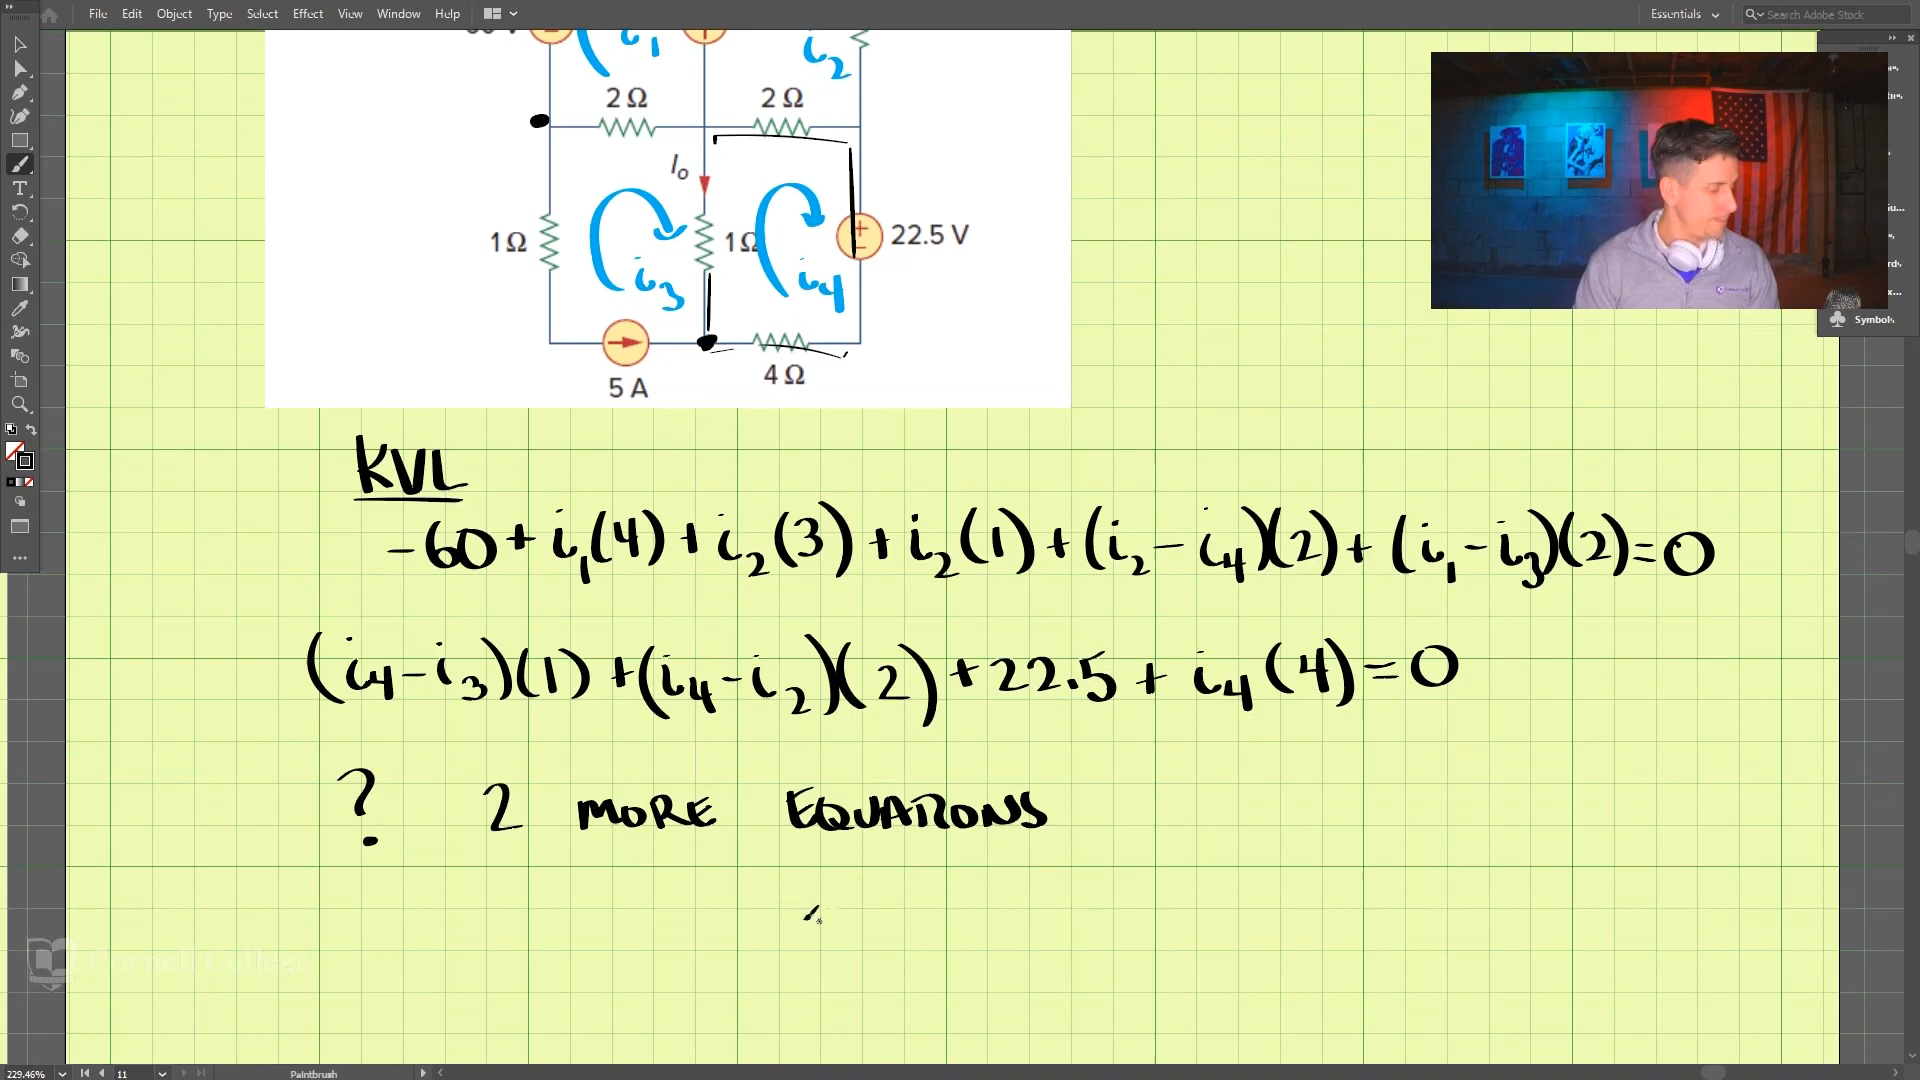 File Edit Object Type Select Effect View Window Help
Essentials
Search Adobe Stock
i1
i2
2 Ω
2 Ω
Io
1 Ω
1Ω
22.5 V
i3
i4
5 A
4 Ω
Symbols
KVL
-60 + i1(4) + i2(3) + i2(1) + (i2 - i4)(2) + (i1 - i3)(2) = 0
(i4 - i3)(1) + (i4 - i2)(2) + 22.5 + i4(4) = 0
? 2 MORE EQUATIONS
Cornell College
229.46% 11 Paintbrush